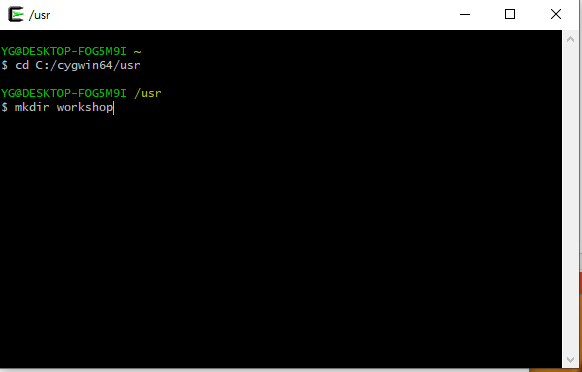 /usr
YG@DESKTOP-FOG5M9I ~
$ cd C:/cygwin64/usr
YG@DESKTOP-FOG5M9I /usr
$ mkdir workshop